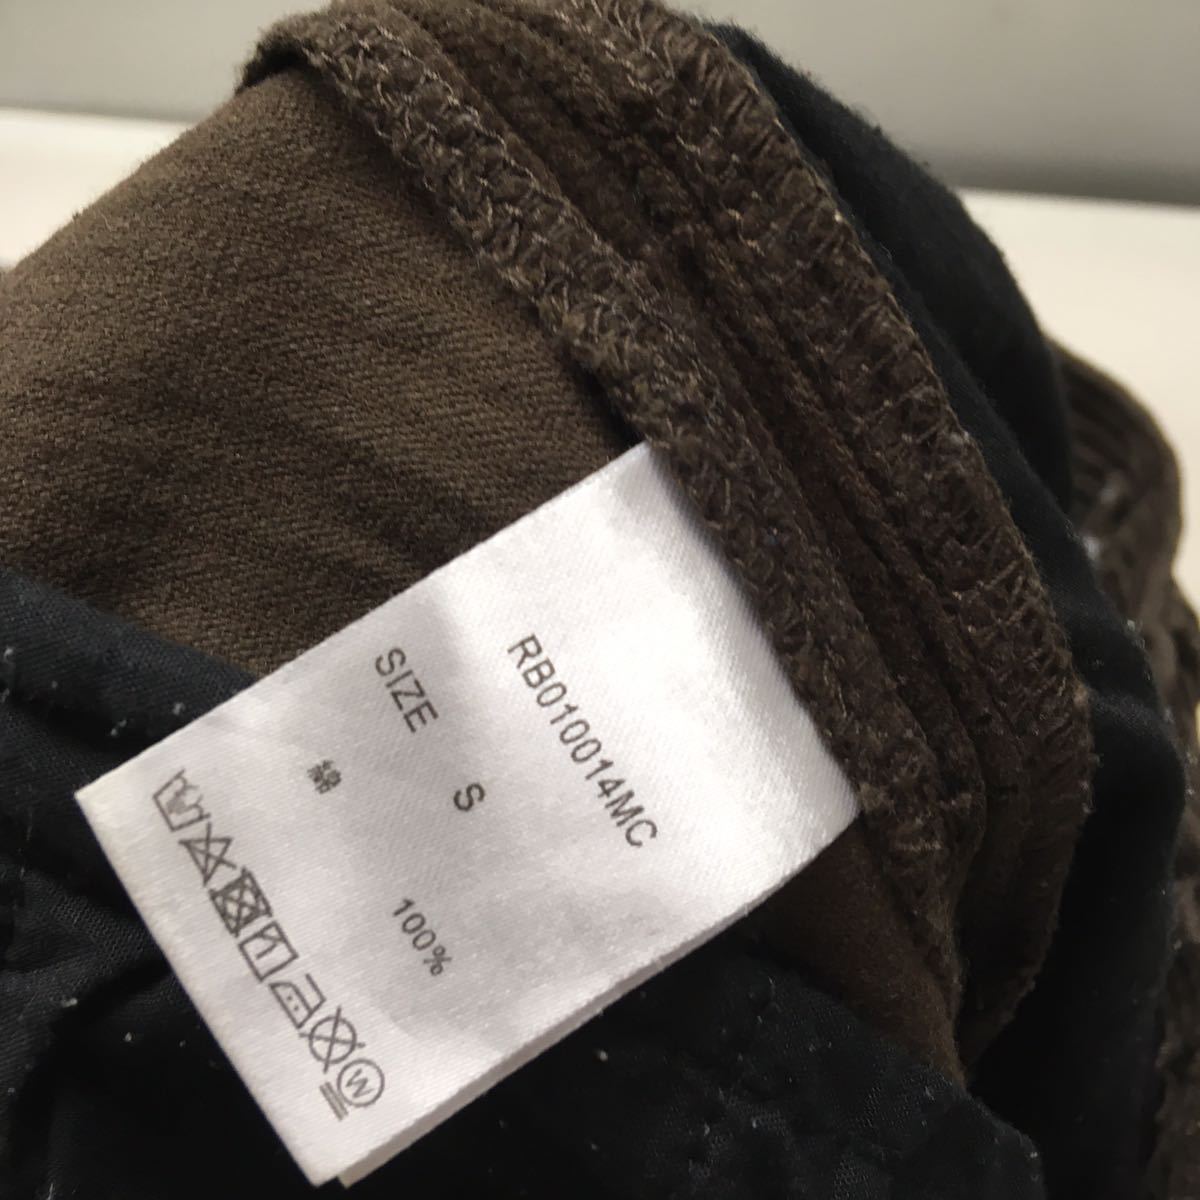 RB010014MC
SIZE S
綿 100%
W